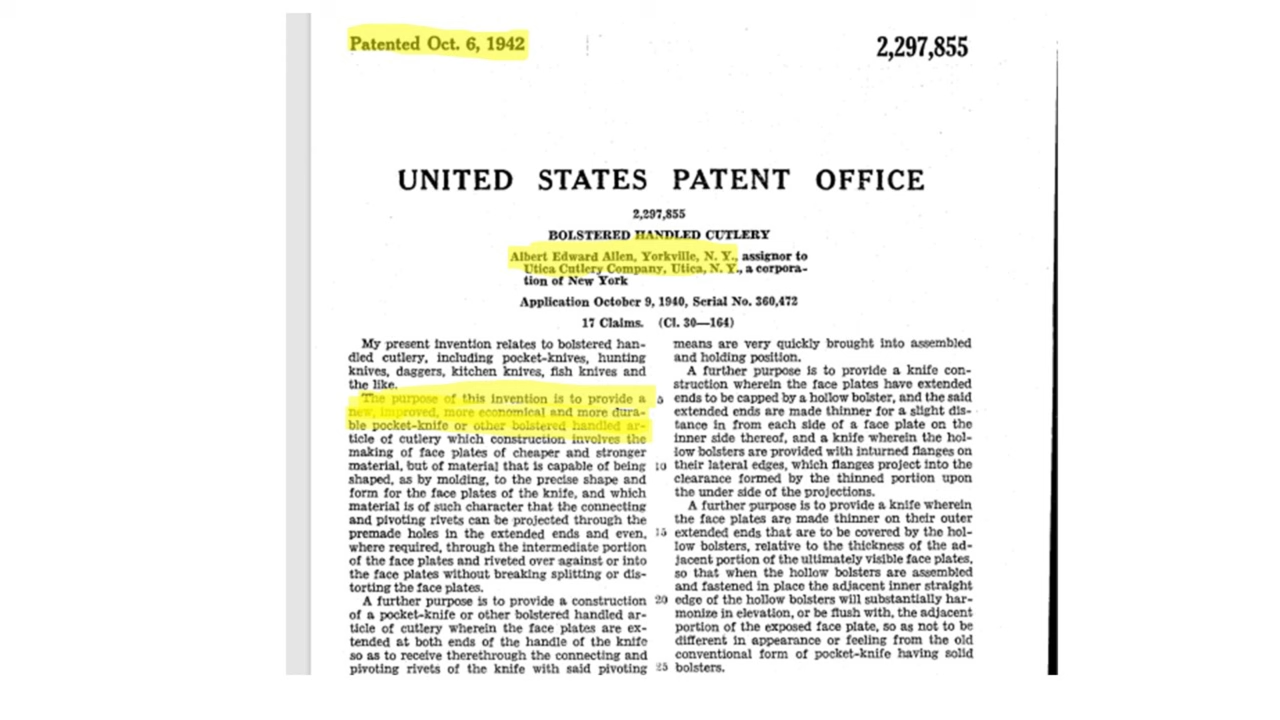 Patented Oct. 6, 1942
2,297,855
UNITED STATES PATENT OFFICE
2,297,855
BOLSTERED HANDLED CUTLERY
Albert Edward Allen, Yorkville, N. Y., assignor to
Utica Cutlery Company, Utica, N. Y., a corpora-
tion of New York
Application October 9, 1940, Serial No. 360,472
17 Claims. (Cl. 30—164)
My present invention relates to bolstered han-
dled cutlery, including pocket-knives, hunting
knives, daggers, kitchen knives, fish knives and
the like.
The purpose of this invention is to provide a
new, improved, more economical and more dura-
ble pocket-knife or other bolstered handled ar-
ticle of cutlery which construction involves the
making of face plates of cheaper and stronger
material, but of material that is capable of being
shaped, as by molding, to the precise shape and
form for the face plates of the knife, and which
material is of such character that the connecting
and pivoting rivets can be projected through the
premade holes in the extended ends and even,
where required, through the intermediate portion
of the face plates and riveted over against or into
the face plates without breaking splitting or dis-
torting the face plates.
A further purpose is to provide a construction
of a pocket-knife or other bolstered handled ar-
ticle of cutlery wherein the face plates are ex-
tended at both ends of the handle of the knife
so as to receive therethrough the connecting and
pivoting rivets of the knife with said pivoting
means are very quickly brought into assembled
and holding position.
A further purpose is to provide a knife con-
struction wherein the face plates have extended
5 ends to be capped by a hollow bolster, and the said
extended ends are made thinner for a slight dis-
tance in from each side of a face plate on the
inner side thereof, and a knife wherein the hol-
low bolsters are provided with inturned flanges on
10 their lateral edges, which flanges project into the
clearance formed by the thinned portion upon
the under side of the projections.
A further purpose is to provide a knife wherein
the face plates are made thinner on their outer
15 extended ends that are to be covered by the hol-
low bolsters, relative to the thickness of the ad-
jacent portion of the ultimately visible face plates,
so that when the hollow bolsters are assembled
and fastened in place the adjacent inner straight
20 edge of the hollow bolsters will substantially har-
monize in elevation, or be flush with, the adjacent
portion of the exposed face plate, so as not to be
different in appearance or feeling from the old
conventional form of pocket-knife having solid
25 bolsters.